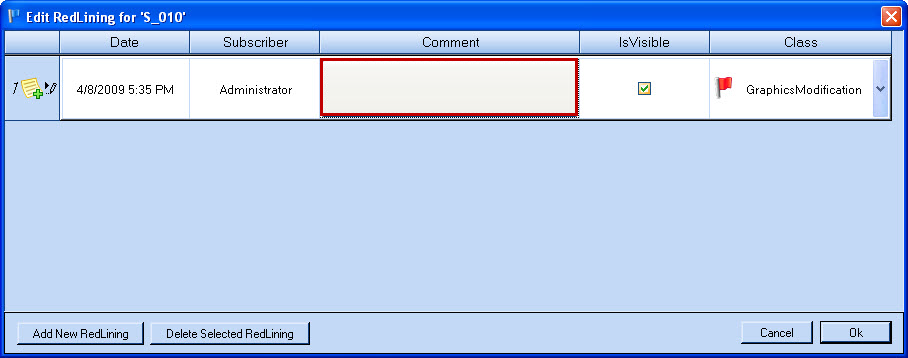 Edit RedLining for 'S_010'
Date Subscriber Comment IsVisible Class
1 4/8/2009 5:35 PM Administrator GraphicsModification
Add New RedLining Delete Selected RedLining Cancel Ok